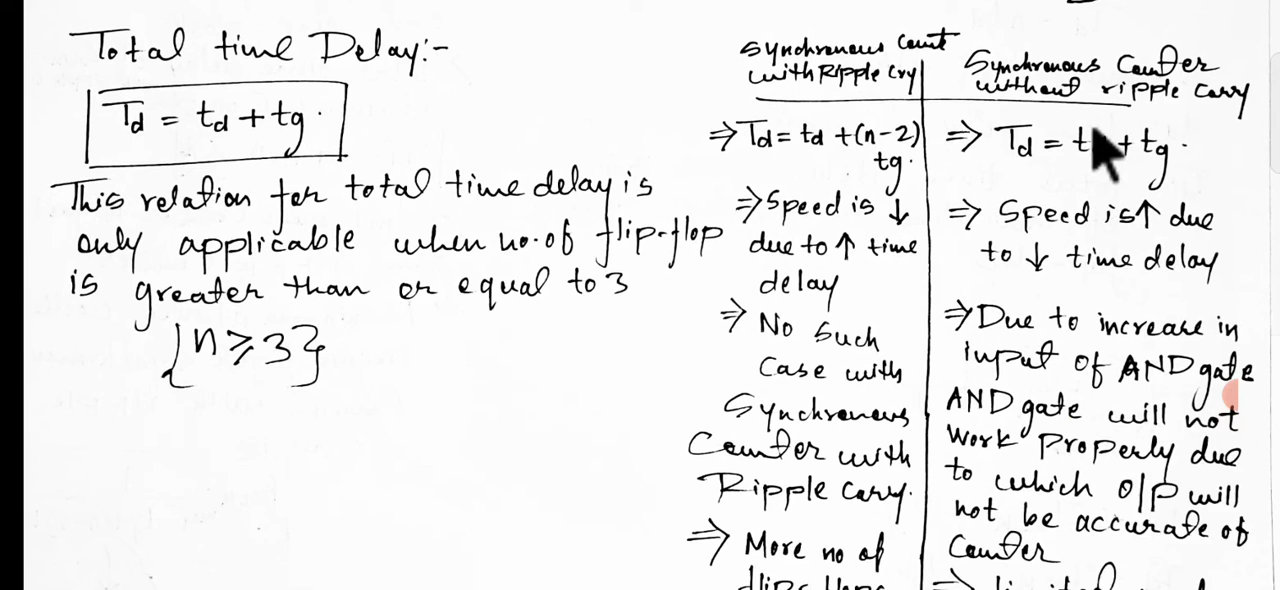 Total time Delay:-
Td = td + tg.
This relation for total time delay is
only applicable when no. of flip-flop
is greater than or equal to 3
{n ≥ 3}
Synchronous Count
with Ripple Cry
⇒ Td = td + (n-2)
tg.
⇒ Speed is ↓
due to ↑ time
delay
⇒ No Such
Case with
Synchronous
Counter with
Ripple Carry.
⇒ More no of
Synchronous Counter
without ripple carry
⇒ Td = t + tg.
⇒ Speed is ↑ due
to ↓ time delay
⇒ Due to increase in
input of AND gate
AND gate will not
work properly due
to which O/P will
not be accurate of
Counter